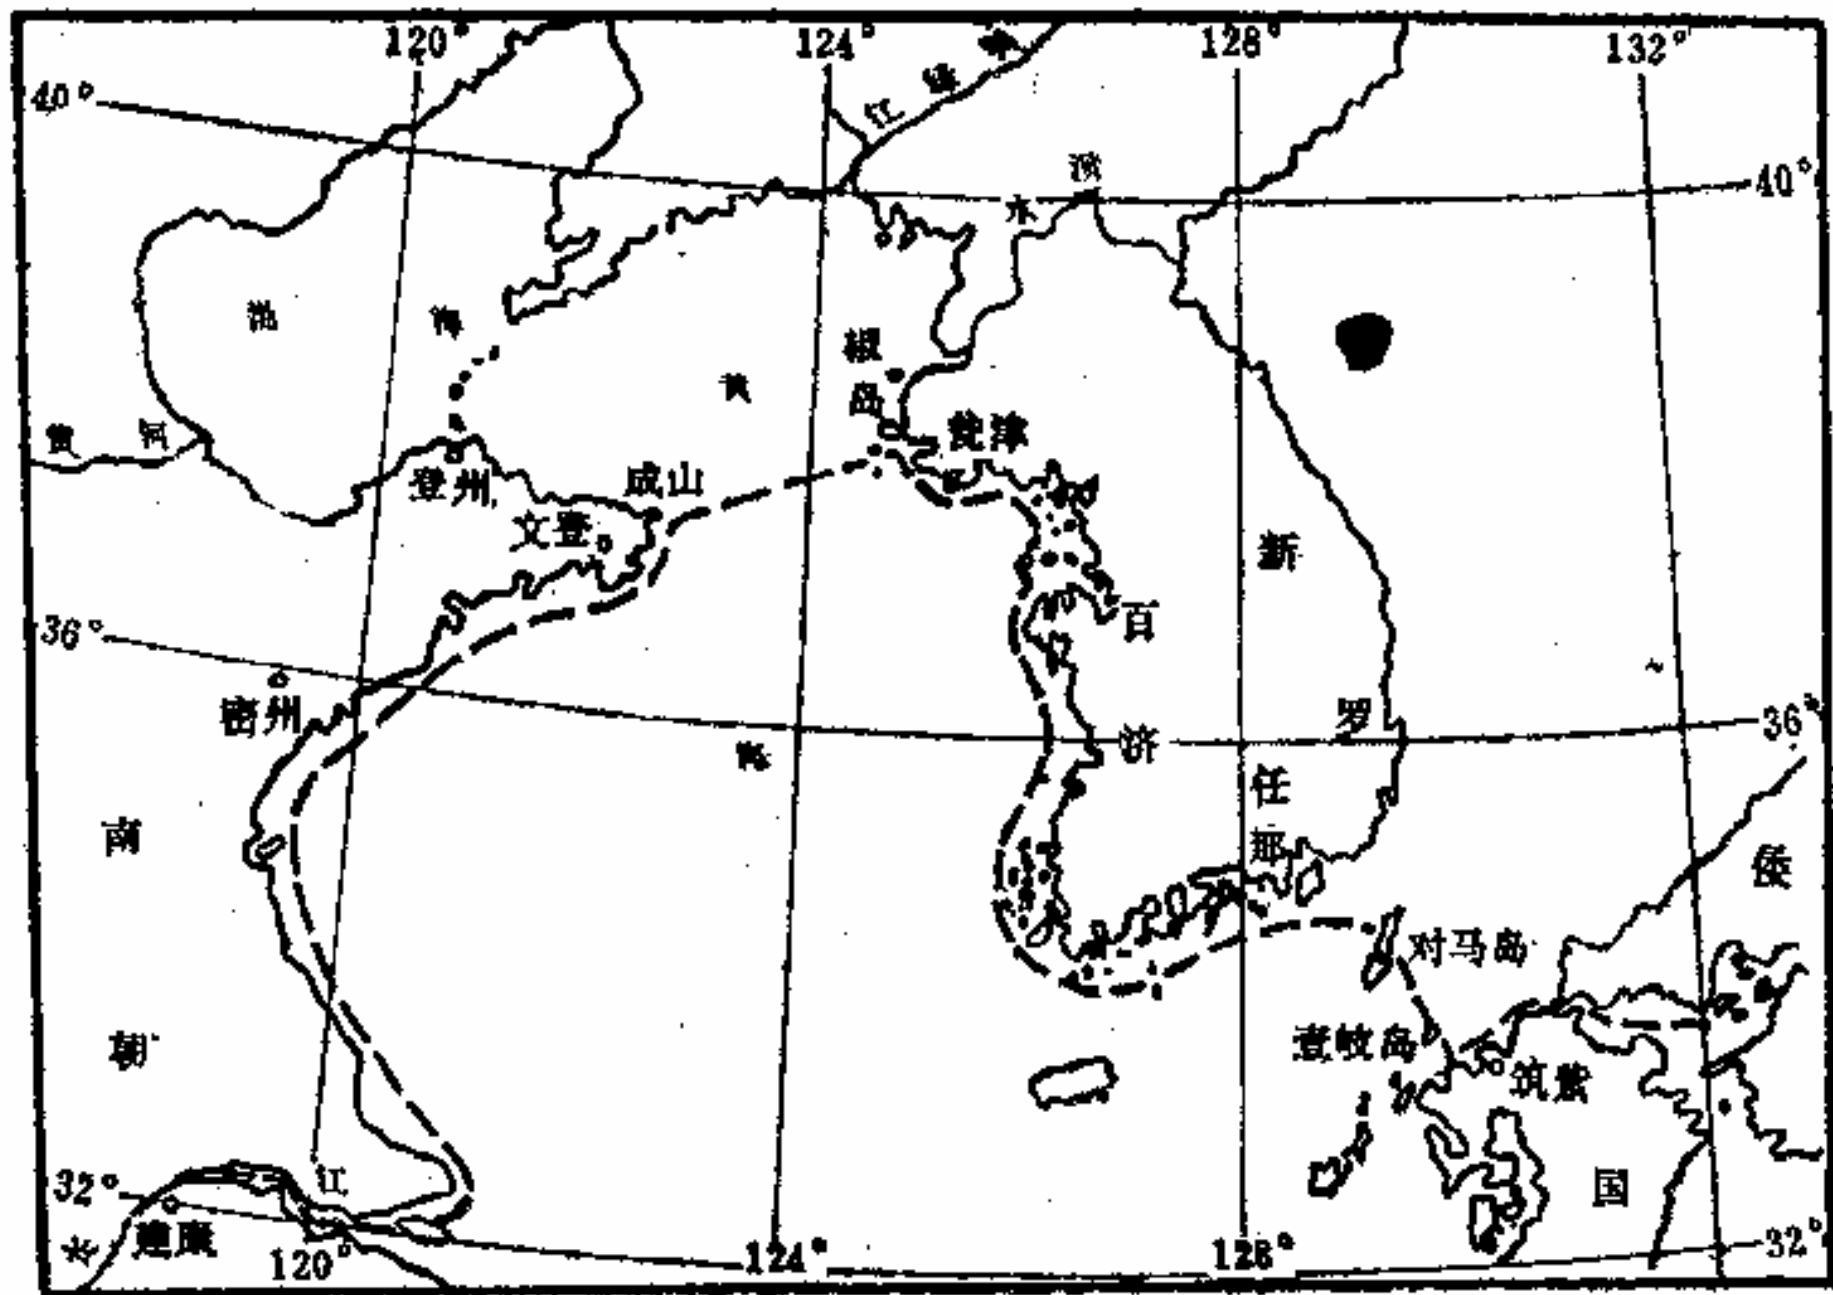 120°
124°
128°
132°
40°
江
浿
水
40°
渤
海
椒
岛
黄
黄
河
瓮津
登州
成山
文登
新
百
36°
密州
罗
36°
济
海
任
那
南
倭
对马岛
朝
壹岐岛
筑紫
江
国
32°
建康
水
120°
124°
128°
32°